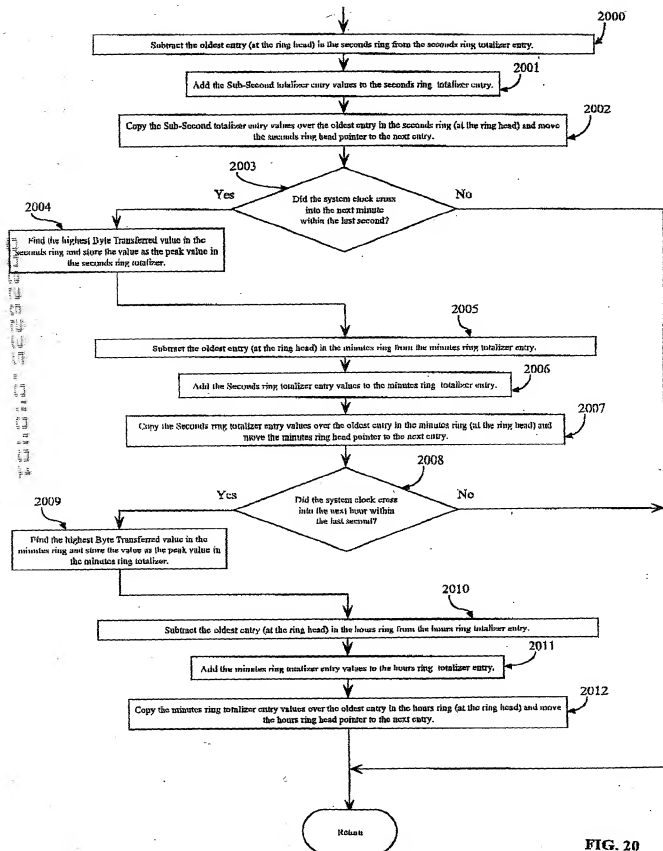 2000
Subtract the oldest entry (at the ring head) in the seconds ring from the seconds ring totalizer entry.
2001
Add the Sub-Second totalizer entry values to the seconds ring totalizer entry.
2002
Copy the Sub-Second totalizer entry values over the oldest entry in the seconds ring (at the ring head) and move
the seconds ring head pointer to the next entry.
2003
Yes
No
Did the system clock cross
into the next minute
within the last second?
2004
Find the highest Byte Transferred value in the
seconds ring and store the value as the peak value in
the seconds ring totalizer.
2005
Subtract the oldest entry (at the ring head) in the minutes ring from the minutes ring totalizer entry.
2006
Add the Seconds ring totalizer entry values to the minutes ring totalizer entry.
2007
Copy the Seconds ring totalizer entry values over the oldest entry in the minutes ring (at the ring head) and
move the minutes ring head pointer to the next entry.
2008
Yes
No
Did the system clock cross
into the next hour within
the last second?
2009
Find the highest Byte Transferred value in the
minutes ring and store the value as the peak value in
the minutes ring totalizer.
2010
Subtract the oldest entry (at the ring head) in the hours ring from the hours ring totalizer entry.
2011
Add the minutes ring totalizer entry values to the hours ring totalizer entry.
2012
Copy the minutes ring totalizer entry values over the oldest entry in the hours ring (at the ring head) and move
the hours ring head pointer to the next entry.
Return
FIG. 20